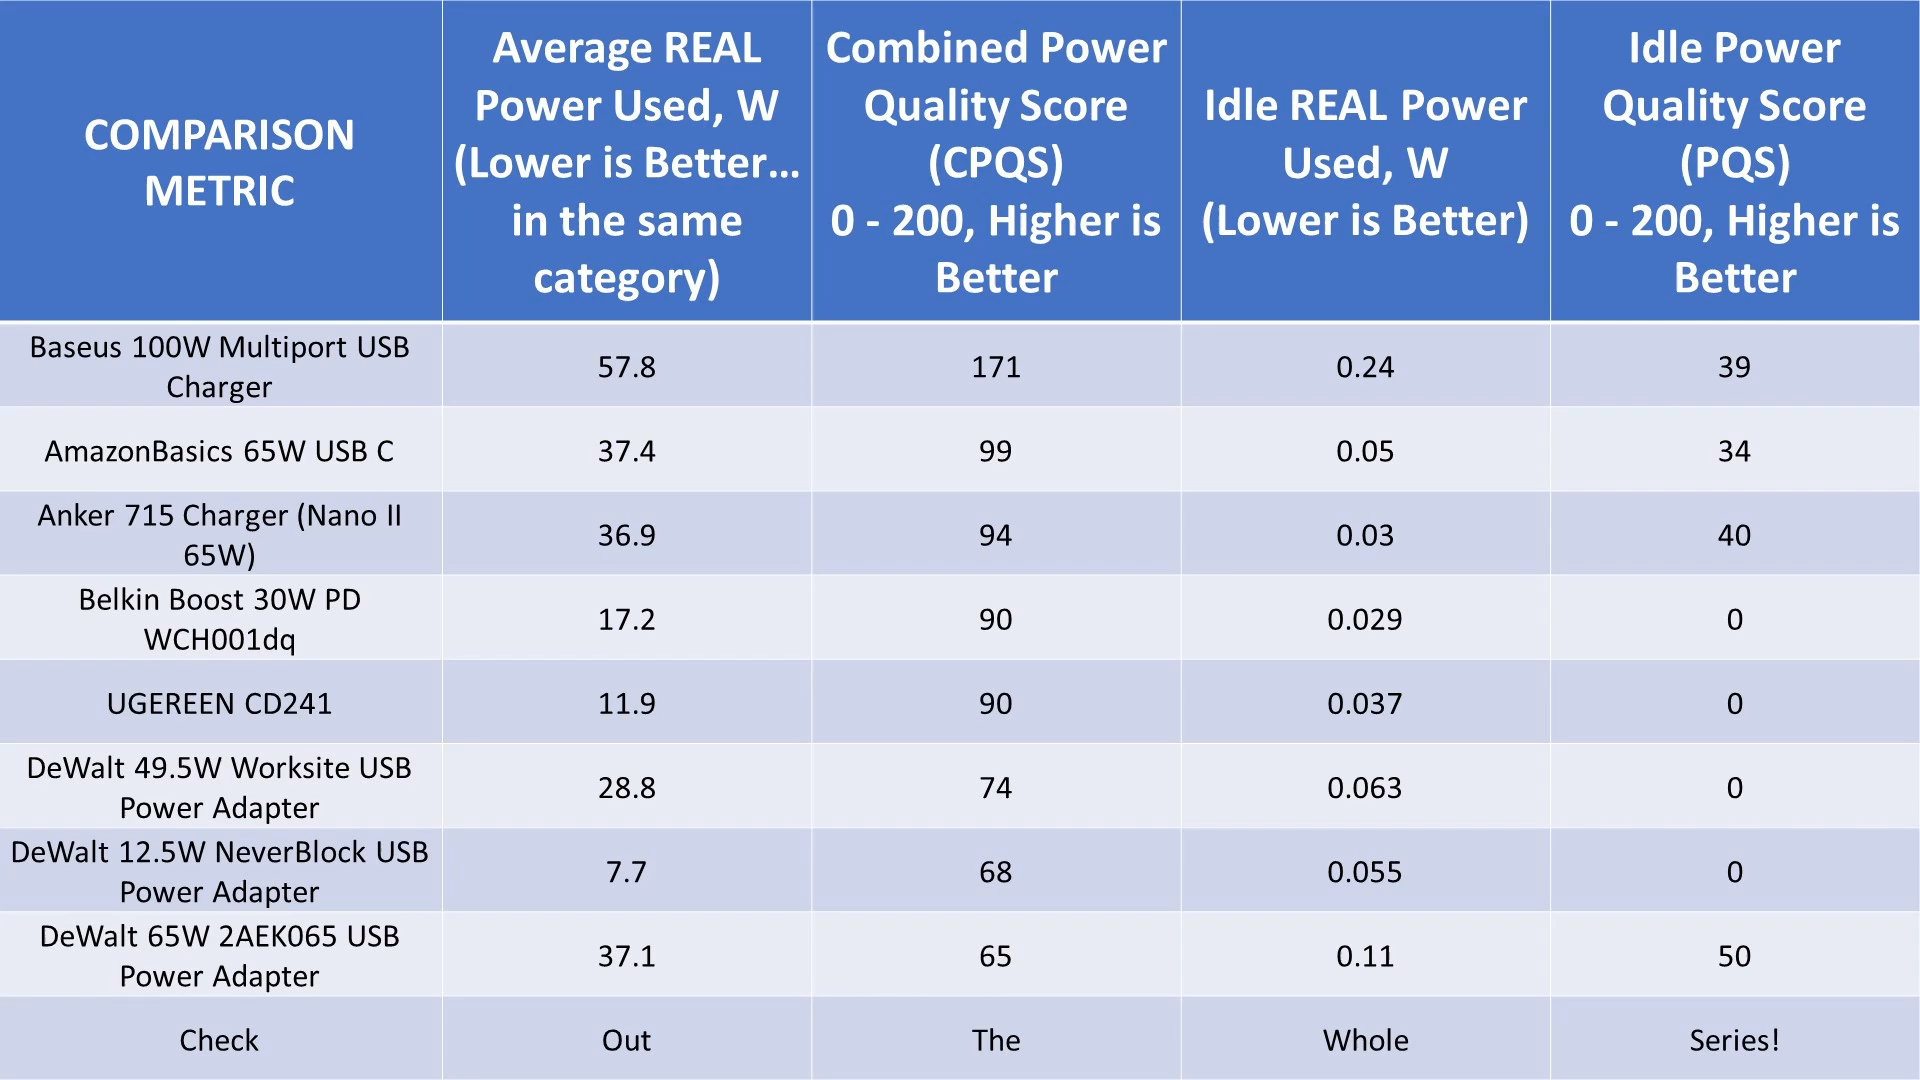 COMPARISON
METRIC
Average REAL
Power Used, W
(Lower is Better...
in the same
category)
Combined Power
Quality Score
(CPQS)
0 - 200, Higher is
Better
Idle REAL Power
Used, W
(Lower is Better)
Idle Power
Quality Score
(PQS)
0 - 200, Higher is
Better
Baseus 100W Multiport USB
Charger
57.8
171
0.24
39
AmazonBasics 65W USB C
37.4
99
0.05
34
Anker 715 Charger (Nano II
65W)
36.9
94
0.03
40
Belkin Boost 30W PD
WCH001dq
17.2
90
0.029
0
UGEREEN CD241
11.9
90
0.037
0
DeWalt 49.5W Worksite USB
Power Adapter
28.8
74
0.063
0
DeWalt 12.5W NeverBlock USB
Power Adapter
7.7
68
0.055
0
DeWalt 65W 2AEK065 USB
Power Adapter
37.1
65
0.11
50
Check
Out
The
Whole
Series!